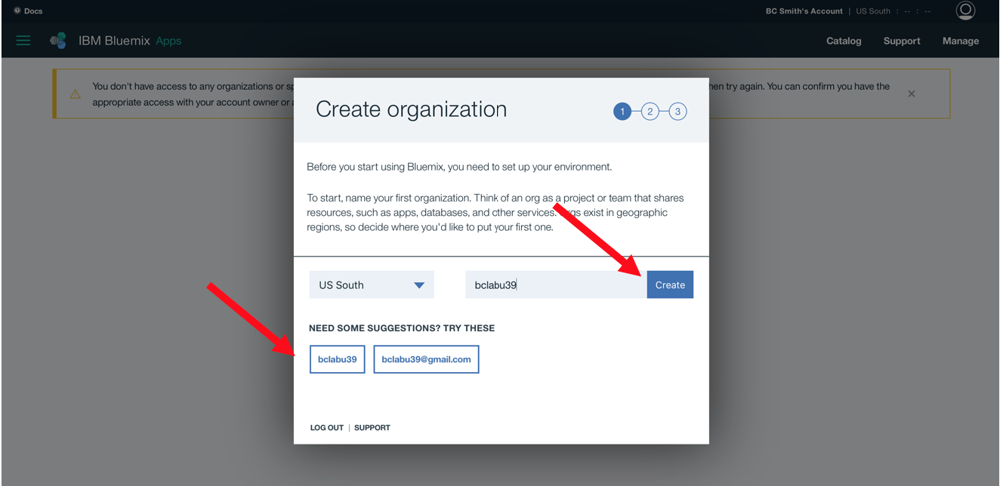 Docs
BC Smith's Account | US South : -- : --
IBM Bluemix Apps
Catalog Support Manage
You don't have access to any organizations or
hen try again. You can confirm you have the
appropriate access with your account owner or
Create organization
1 2 3
Before you start using Bluemix, you need to set up your environment.
To start, name your first organization. Think of an org as a project or team that shares
resources, such as apps, databases, and other services. rgs exist in geographic
regions, so decide where you'd like to put your first one.
US South
bclabu39
Create
NEED SOME SUGGESTIONS? TRY THESE
bclabu39
bclabu39@gmail.com
LOG OUT | SUPPORT